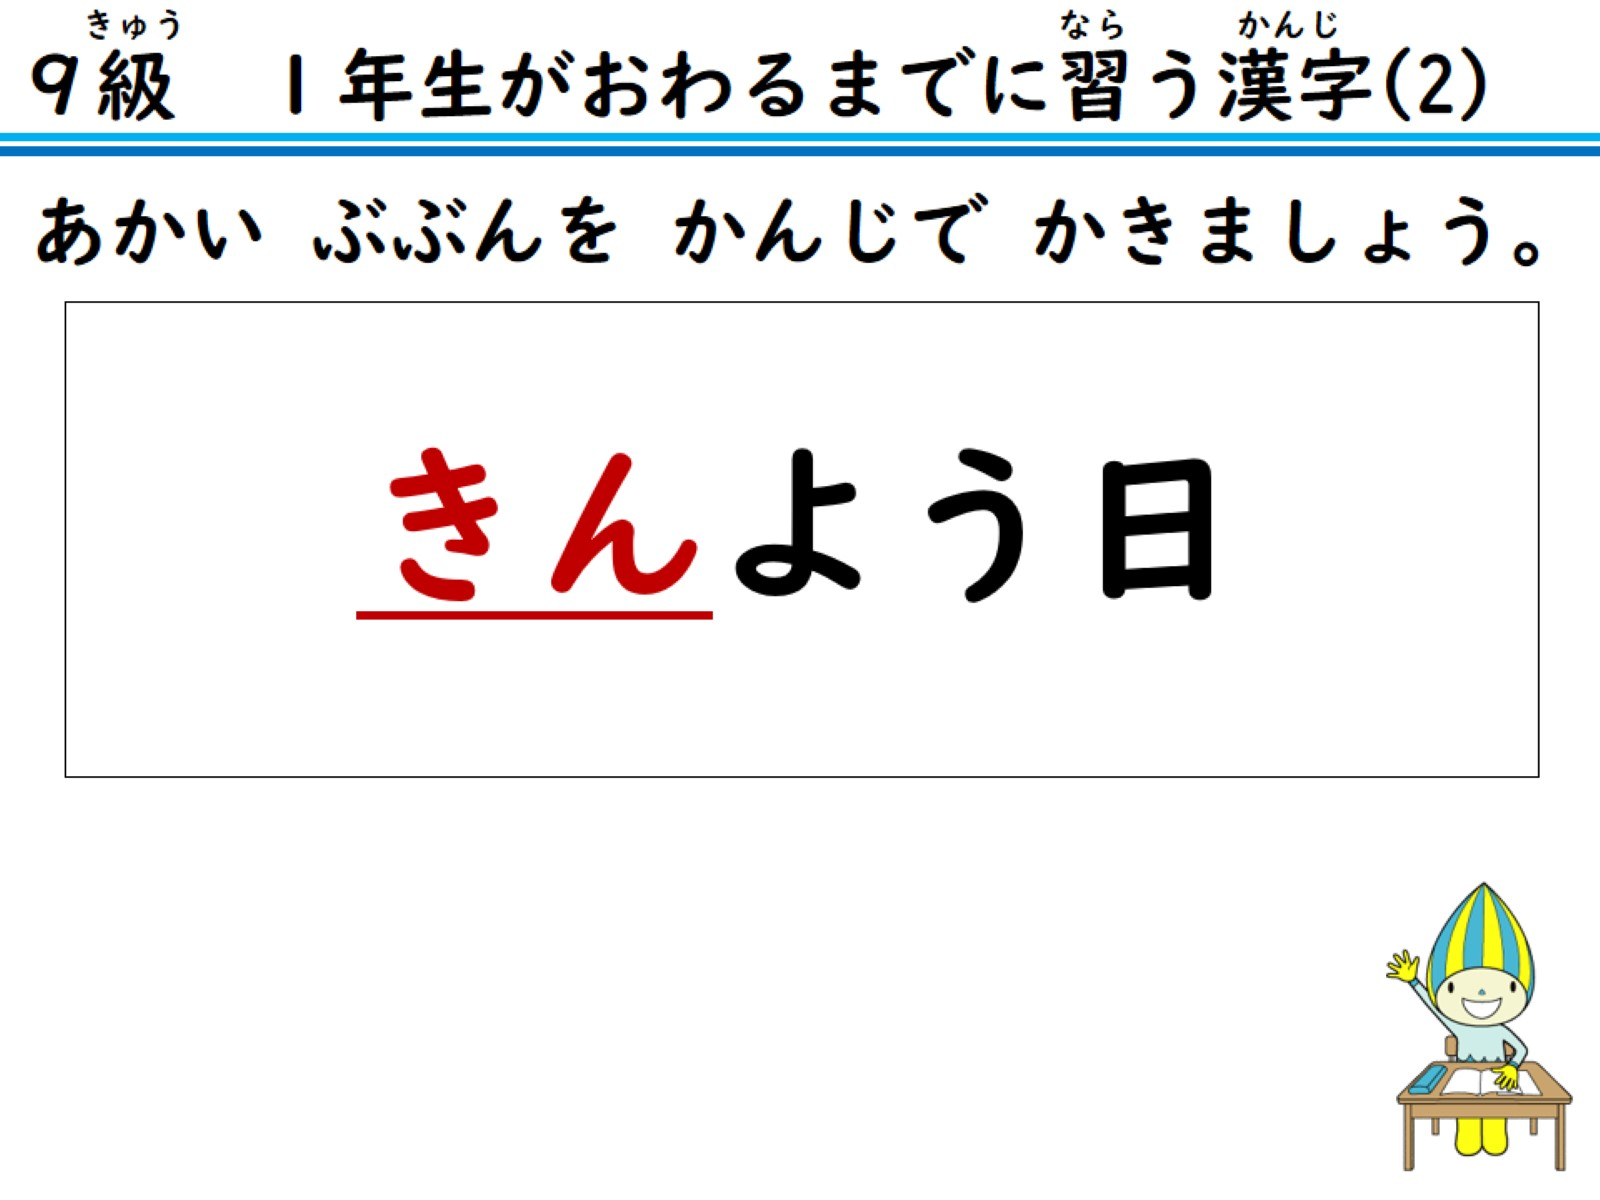 きゅう なら かんじ
9級 1年生がおわるまでに習う漢字(2)
あかい ぶぶんを かんじで かきましょう。
きんよう日